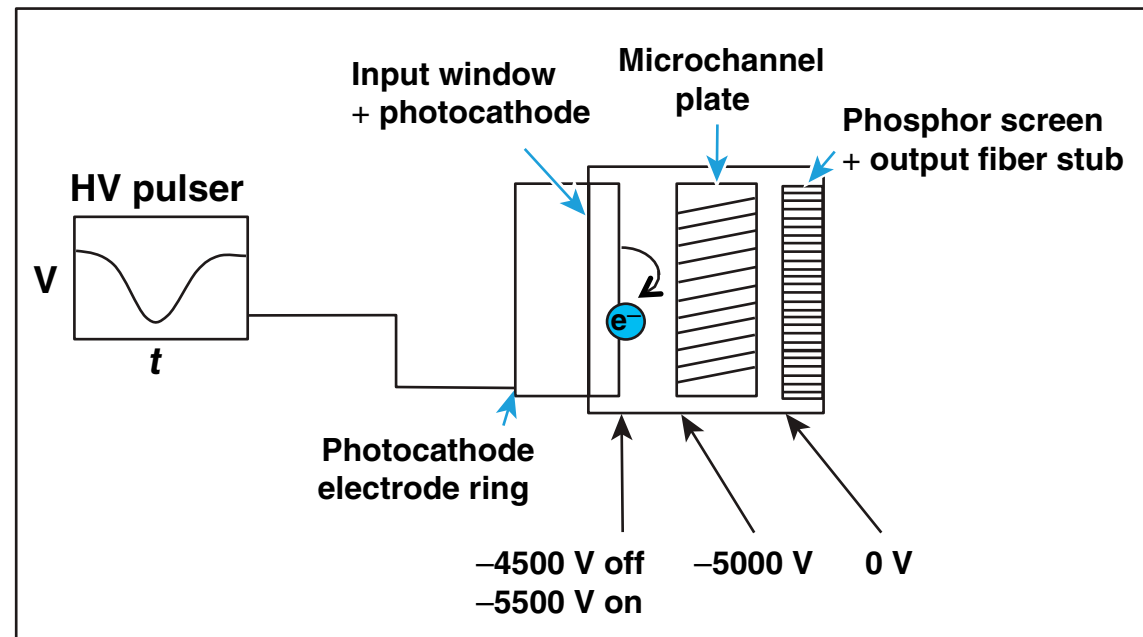 Input window
+ photocathode
Microchannel
plate
Phosphor screen
+ output fiber stub
HV pulser
V
t
e–
Photocathode
electrode ring
–4500 V off
–5500 V on
–5000 V
0 V